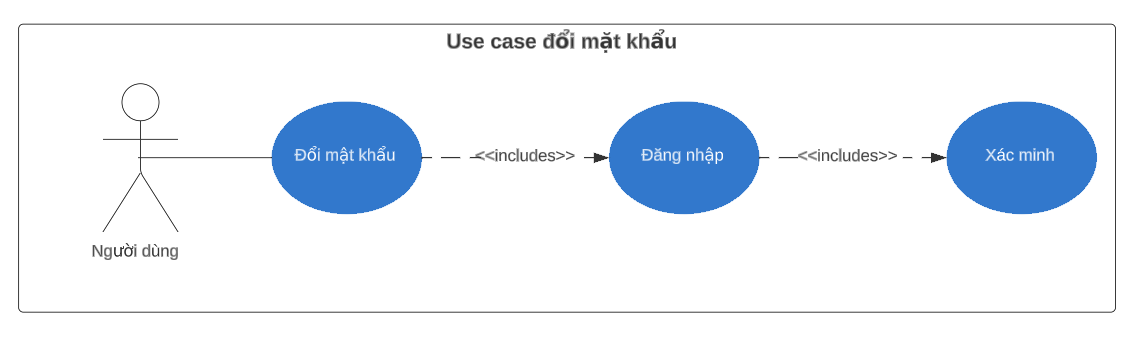 Use case đổi mặt khẩu
Đổi mật khẩu
<<includes>>
Đăng nhập
<<includes>>
Xác minh
Người dùng